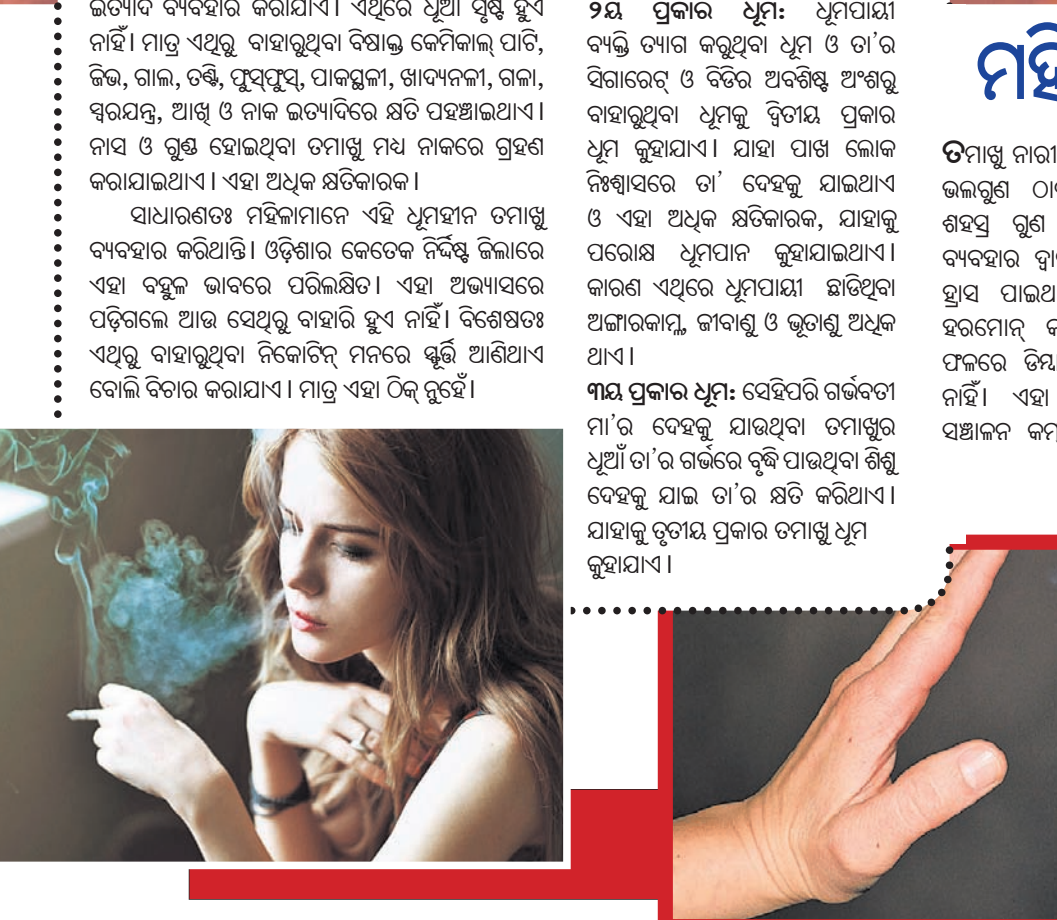 ଇତ୍ୟାଦି ବ୍ୟବହାର କରାଯାଏ। ଏଥିରେ ଧୂଆଁ ସୃଷ୍ଟି ହୁଏ
ନାହିଁ। ମାତ୍ର ଏଥିରୁ ବାହାରୁଥିବା ବିଷାକ୍ତ କେମିକାଲ୍ ପାଟି,
ଜିଭ, ଗାଲ, ତଣ୍ଟି, ଫୁସ୍‌ଫୁସ୍, ପାକସ୍ଥଳୀ, ଖାଦ୍ୟନଳୀ, ଗଳା,
ସ୍ୱରଯନ୍ତ୍ର, ଆଖି ଓ ନାକ ଇତ୍ୟାଦିରେ କ୍ଷତି ପହଞ୍ଚାଇଥାଏ।
ନାସ ଓ ଗୁଣ୍ଡ ହୋଇଥିବା ତମାଖୁ ମଧ୍ୟ ନାକରେ ଗ୍ରହଣ
କରାଯାଇଥାଏ। ଏହା ଅଧିକ କ୍ଷତିକାରକ।
ସାଧାରଣତଃ ମହିଳାମାନେ ଏହି ଧୂମହୀନ ତମାଖୁ
ବ୍ୟବହାର କରିଥାନ୍ତି। ଓଡ଼ିଶାର କେତେକ ନିର୍ଦ୍ଦିଷ୍ଟ ଜିଲାରେ
ଏହା ବହୁଳ ଭାବରେ ପରିଲକ୍ଷିତ। ଏହା ଅଭ୍ୟାସରେ
ପଡ଼ିଗଲେ ଆଉ ସେଥିରୁ ବାହାରି ହୁଏ ନାହିଁ। ବିଶେଷତଃ
ଏଥିରୁ ବାହାରୁଥିବା ନିକୋଟିନ୍ ମନରେ ସ୍ଫୂର୍ତ୍ତି ଆଣିଥାଏ
ବୋଲି ବିଚାର କରାଯାଏ। ମାତ୍ର ଏହା ଠିକ୍ ନୁହେଁ।
୨ୟ ପ୍ରକାର ଧୂମ: ଧୂମପାୟୀ
ବ୍ୟକ୍ତି ତ୍ୟାଗ କରୁଥିବା ଧୂମ ଓ ତା'ର
ସିଗାରେଟ୍ ଓ ବିଡିର ଅବଶିଷ୍ଟ ଅଂଶରୁ
ବାହାରୁଥିବା ଧୂମକୁ ଦ୍ୱିତୀୟ ପ୍ରକାର
ଧୂମ କୁହାଯାଏ। ଯାହା ପାଖ ଲୋକ
ନିଃଶ୍ୱାସରେ ତା' ଦେହକୁ ଯାଇଥାଏ
ଓ ଏହା ଅଧିକ କ୍ଷତିକାରକ, ଯାହାକୁ
ପରୋକ୍ଷ ଧୂମପାନ କୁହାଯାଇଥାଏ।
କାରଣ ଏଥିରେ ଧୂମପାୟୀ ଛାଡିଥିବା
ଅଙ୍ଗାରକାମ୍ଳ, ଜୀବାଣୁ ଓ ଭୂତାଣୁ ଅଧିକ
ଥାଏ।
୩ୟ ପ୍ରକାର ଧୂମ: ସେହିପରି ଗର୍ଭବତୀ
ମା'ର ଦେହକୁ ଯାଉଥିବା ତମାଖୁର
ଧୂଆଁ ତା'ର ଗର୍ଭରେ ବୃଦ୍ଧି ପାଉଥିବା ଶିଶୁ
ଦେହକୁ ଯାଇ ତା'ର କ୍ଷତି କରିଥାଏ।
ଯାହାକୁ ତୃତୀୟ ପ୍ରକାର ତମାଖୁ ଧୂମ
କୁହାଯାଏ।
ମହି
ତମାଖୁ ନାରୀ
ଭଲଗୁଣ ଠା
ଶହସ୍ର ଗୁଣ
ବ୍ୟବହାର ଦ୍ୱା
ହ୍ରାସ ପାଇଥା
ହରମୋନ୍ କ
ଫଳରେ ଡିମ୍ବା
ନାହିଁ। ଏହା
ସଞ୍ଚାଳନ କମ